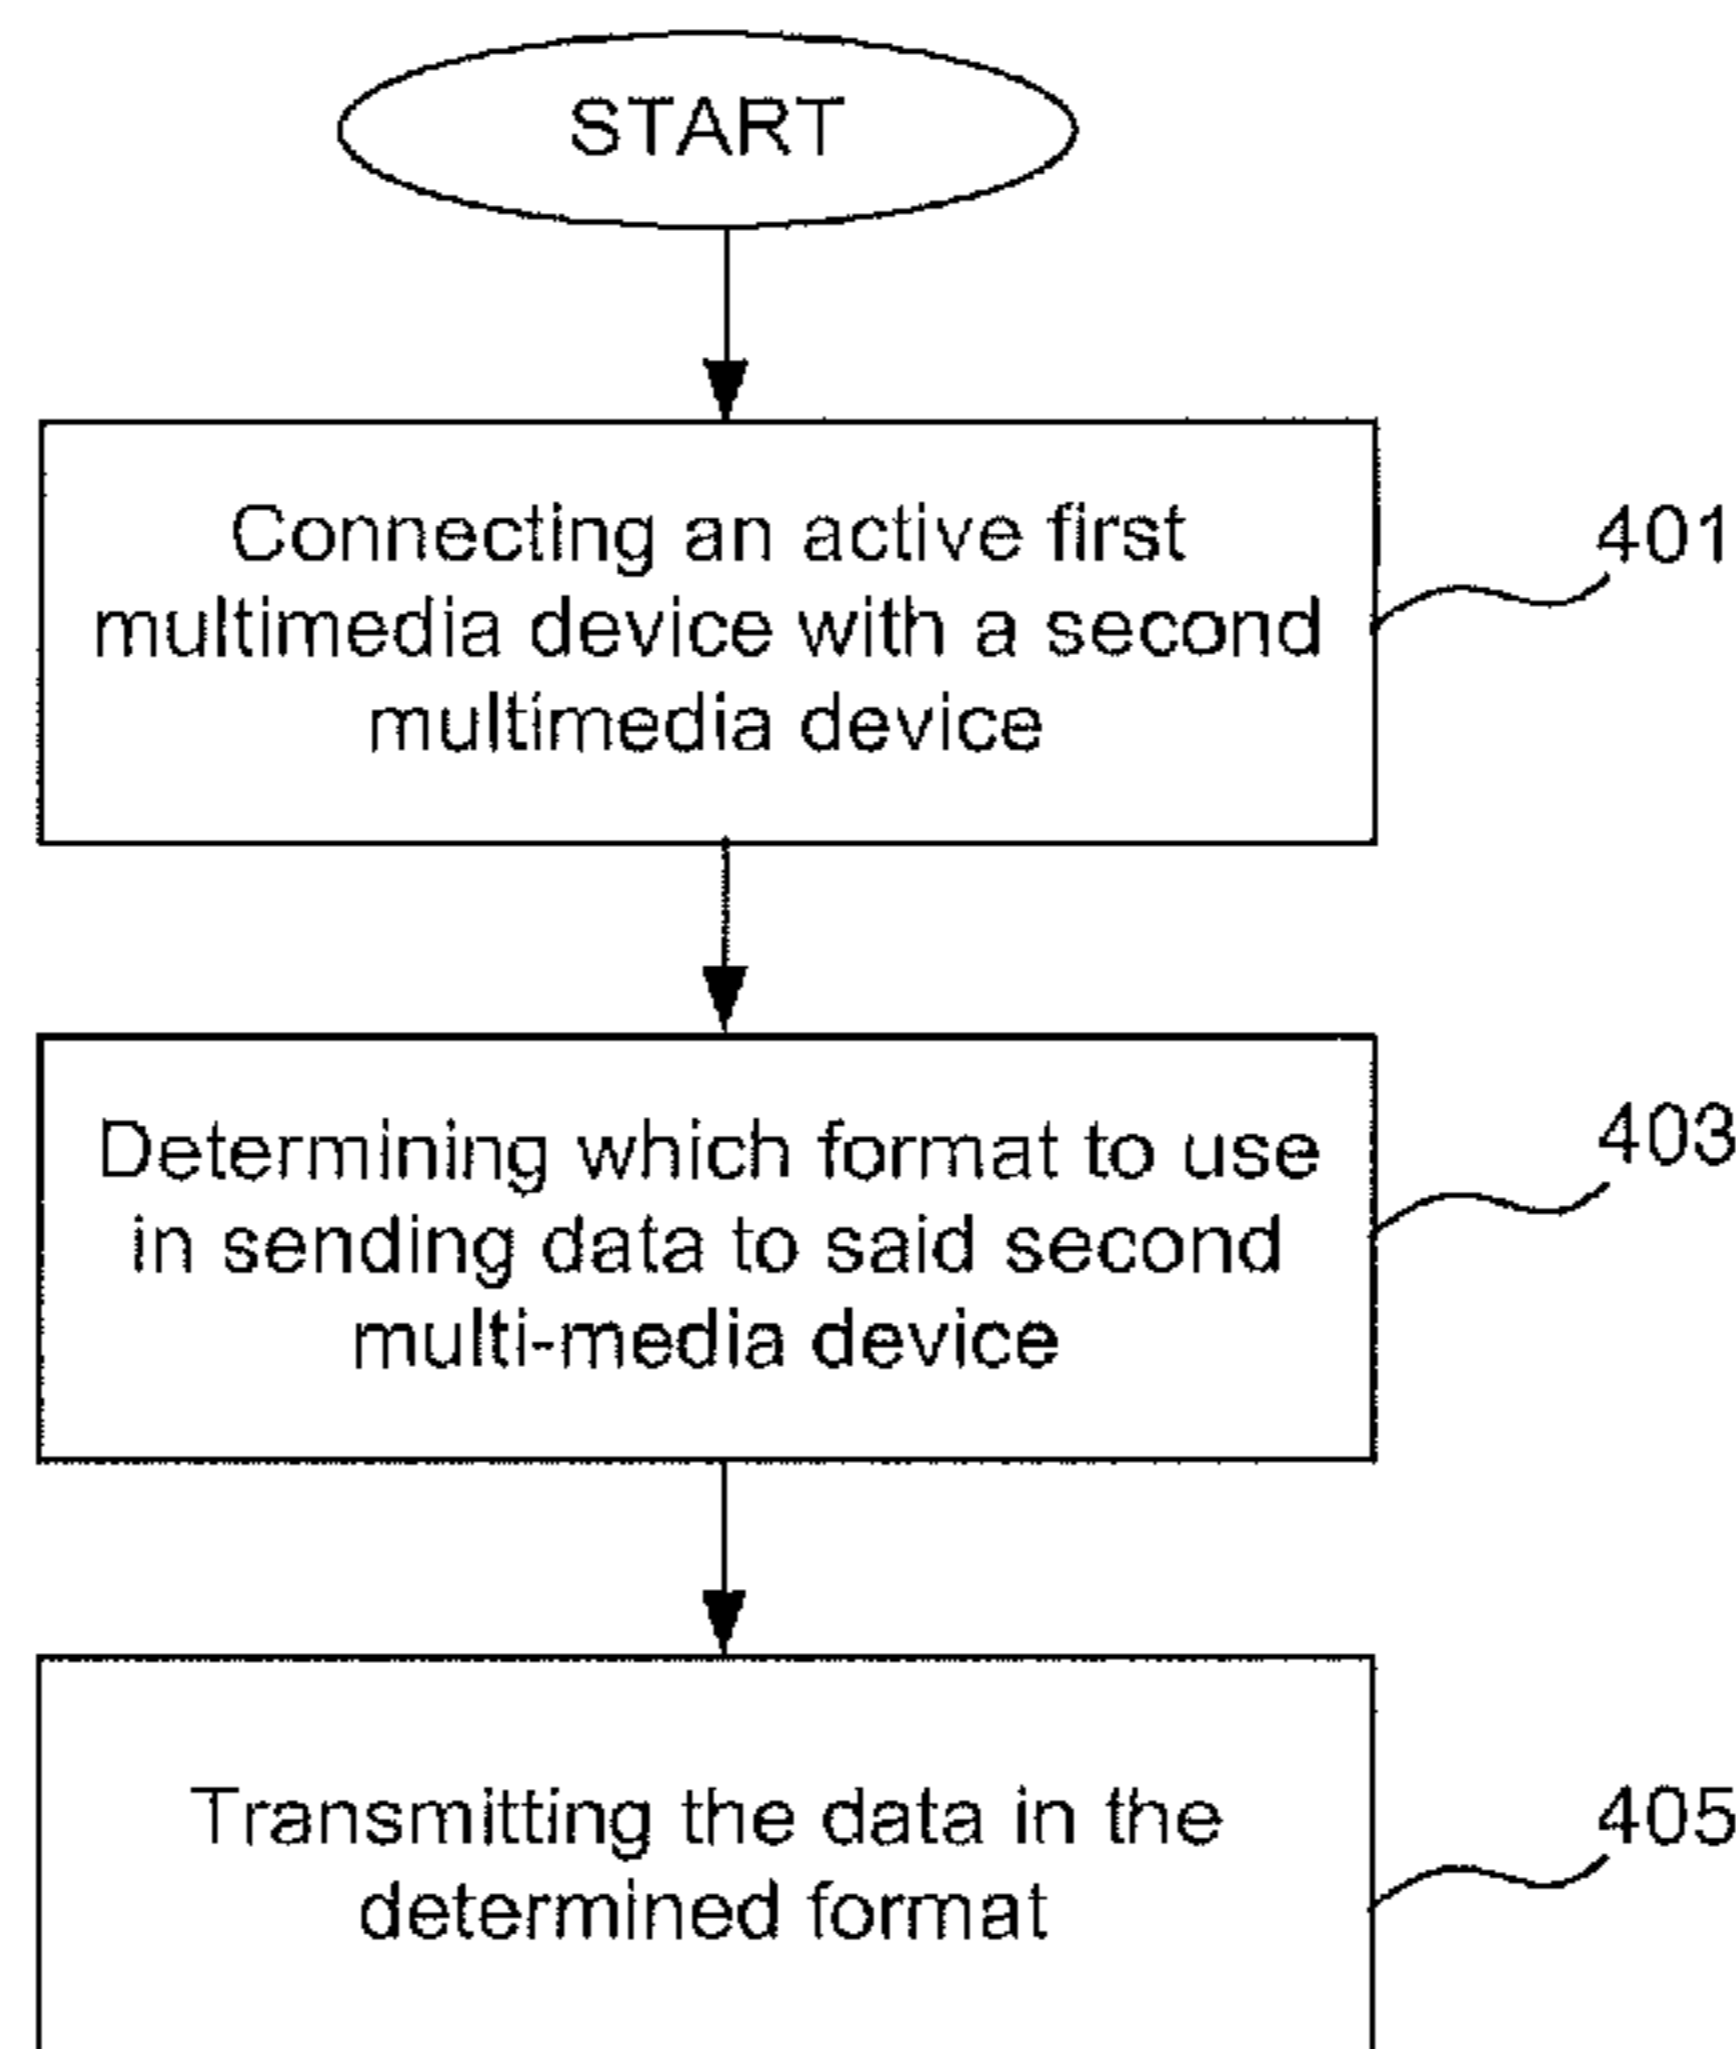 START
Connecting an active first
multimedia device with a second
multimedia device
401
Determining which format to use
in sending data to said second
multi-media device
403
Transmitting the data in the
determined format
405